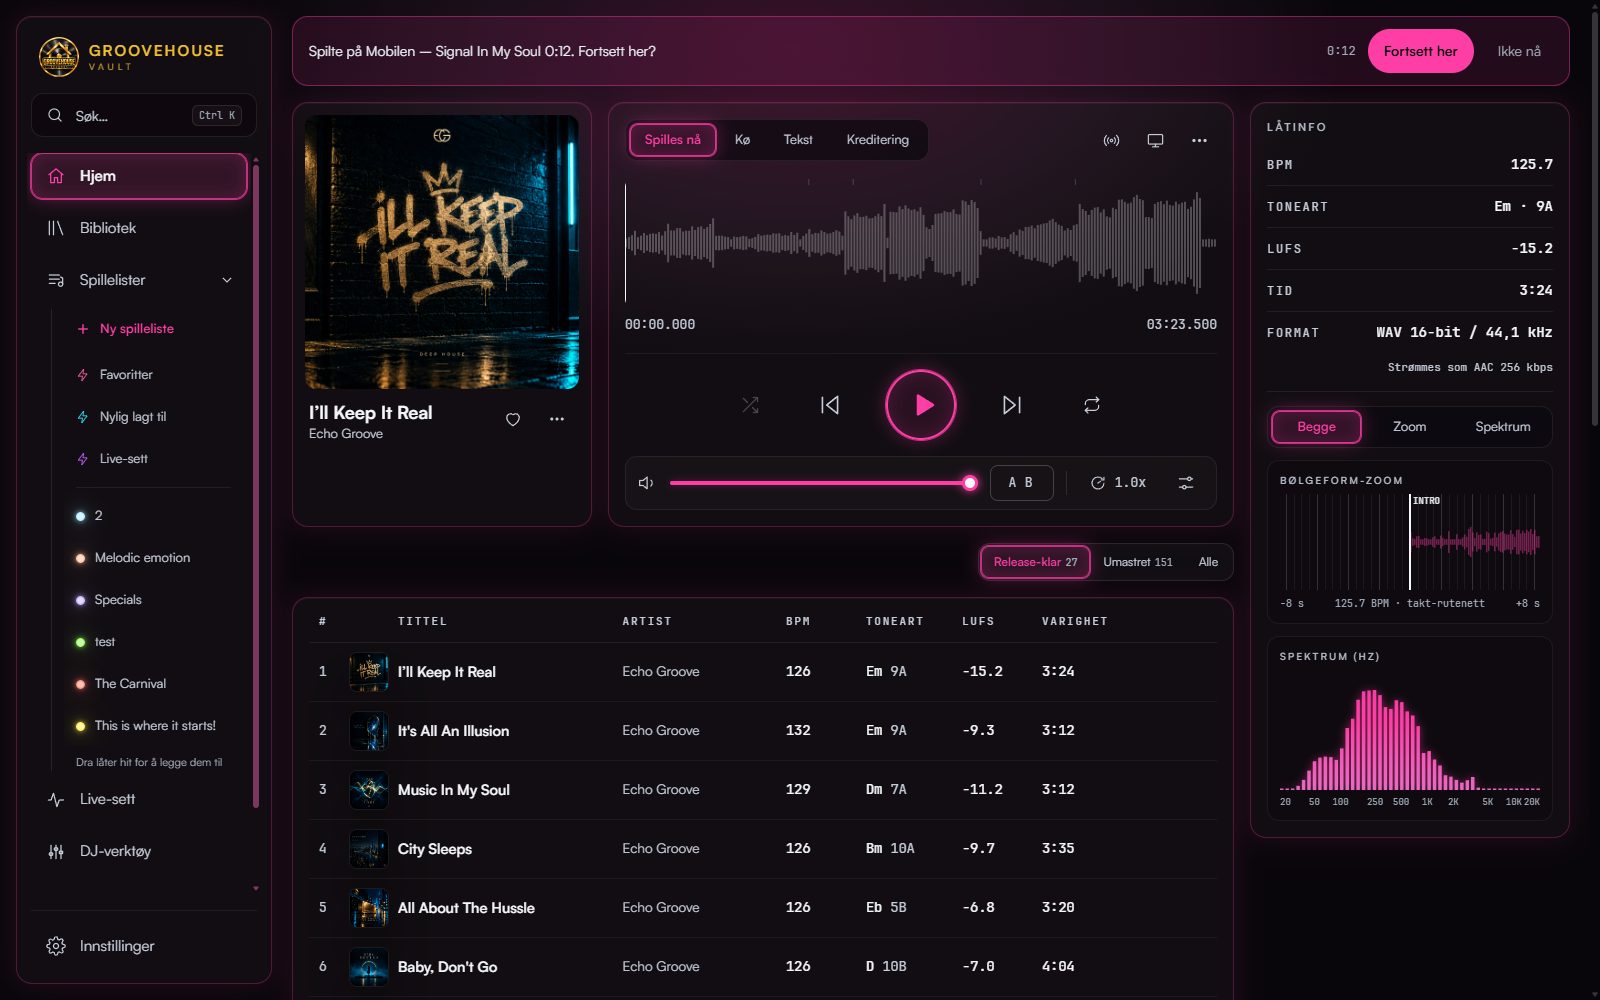 GROOVEHOUSE
VAULT
Søk...
Ctrl K
Hjem
Bibliotek
Spillelister
Ny spilleliste
Favoritter
Nylig lagt til
Live-sett
2
Melodic emotion
Specials
test
The Carnival
This is where it starts!
Dra låter hit for å legge dem til
Live-sett
DJ-verktøy
Innstillinger
Spilte på Mobilen — Signal In My Soul 0:12. Fortsett her?
0:12
Fortsett her
Ikke nå
EG
ILL KEEP
IT REAL
DEEP HOUSE
I'll Keep It Real
Echo Groove
Spilles nå
Kø
Tekst
Kreditering
00:00.000
03:23.500
A B
1.0x
LÅTINFO
BPM 125.7
TONEART Em · 9A
LUFS -15.2
TID 3:24
FORMAT WAV 16-bit / 44,1 kHz
Strømmes som AAC 256 kbps
Begge
Zoom
Spektrum
BØLGEFORM-ZOOM
INTRO
-8 s
125.7 BPM · takt-rutenett
+8 s
SPEKTRUM (HZ)
20 50 100 250 500 1K 2K 5K 10K 20K
Release-klar 27
Umastret 151
Alle
# TITTEL ARTIST BPM TONEART LUFS VARIGHET
1 I'll Keep It Real Echo Groove 126 Em 9A -15.2 3:24
2 It's All An Illusion Echo Groove 132 Em 9A -9.3 3:12
3 Music In My Soul Echo Groove 129 Dm 7A -11.2 3:12
4 City Sleeps Echo Groove 126 Bm 10A -9.7 3:35
5 All About The Hussle Echo Groove 126 Eb 5B -6.8 3:20
6 Baby, Don't Go Echo Groove 126 D 10B -7.0 4:04